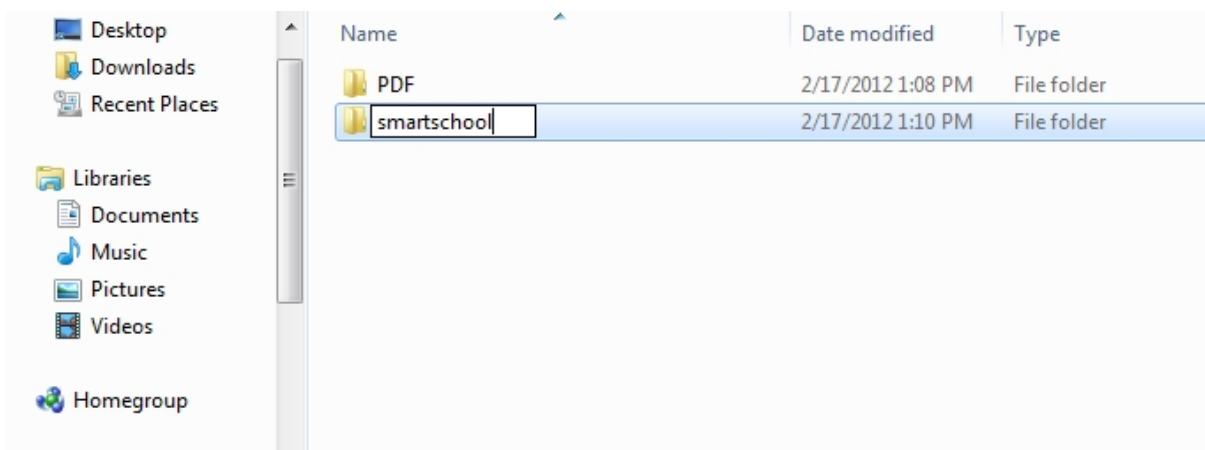 Desktop
Downloads
Recent Places
Libraries
Documents
Music
Pictures
Videos
Homegroup
Name Date modified Type
PDF 2/17/2012 1:08 PM File folder
smartschool 2/17/2012 1:10 PM File folder